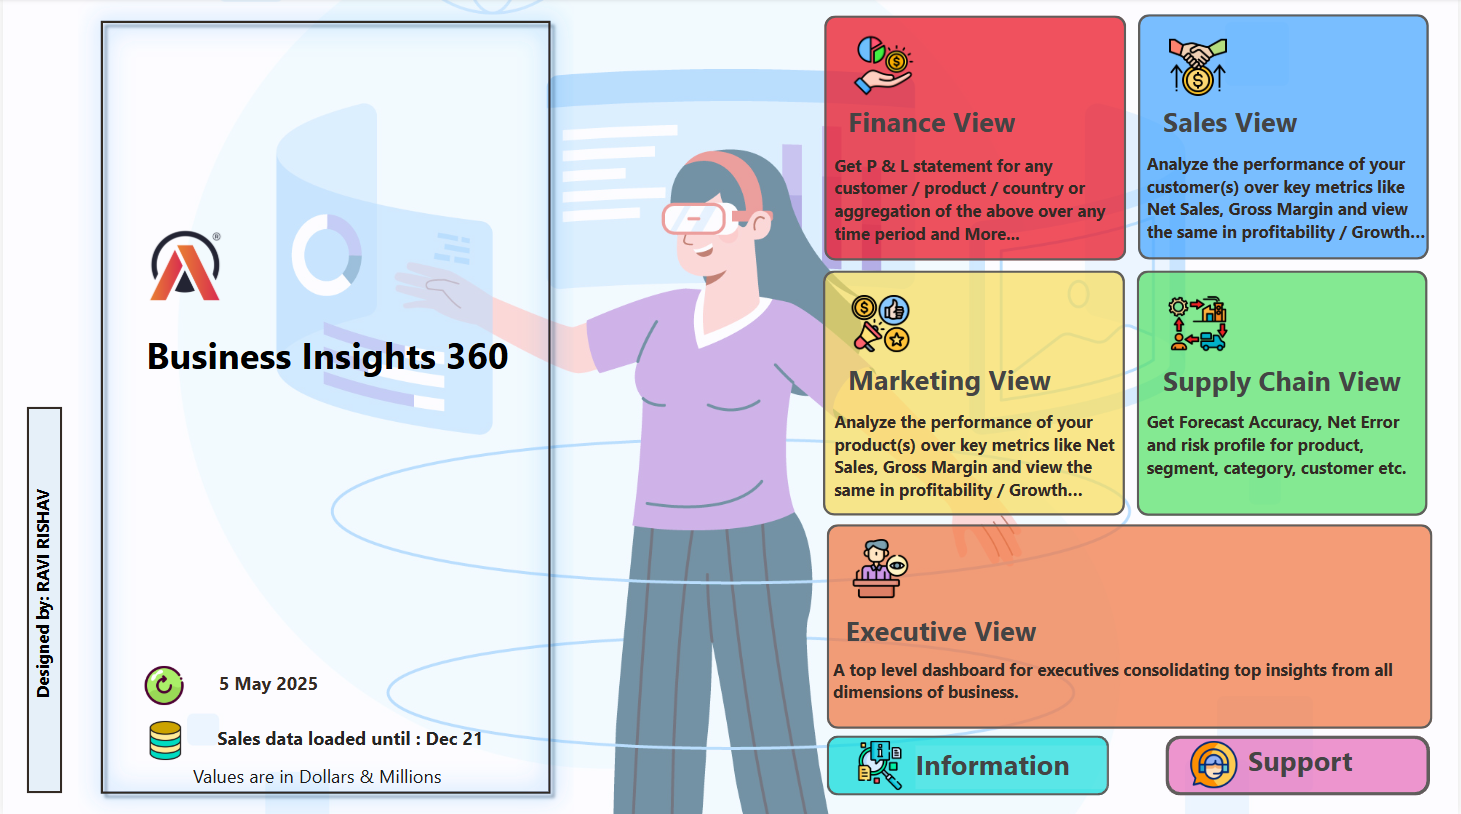 Business Insights 360
Designed by: RAVI RISHAV
5 May 2025
Sales data loaded until : Dec 21
Values are in Dollars & Millions
Finance View
Get P & L statement for any
customer / product / country or
aggregation of the above over any
time period and More...
Sales View
Analyze the performance of your
customer(s) over key metrics like
Net Sales, Gross Margin and view
the same in profitability / Growth...
Marketing View
Analyze the performance of your
product(s) over key metrics like Net
Sales, Gross Margin and view the
same in profitability / Growth...
Supply Chain View
Get Forecast Accuracy, Net Error
and risk profile for product,
segment, category, customer etc.
Executive View
A top level dashboard for executives consolidating top insights from all
dimensions of business.
Information
Support